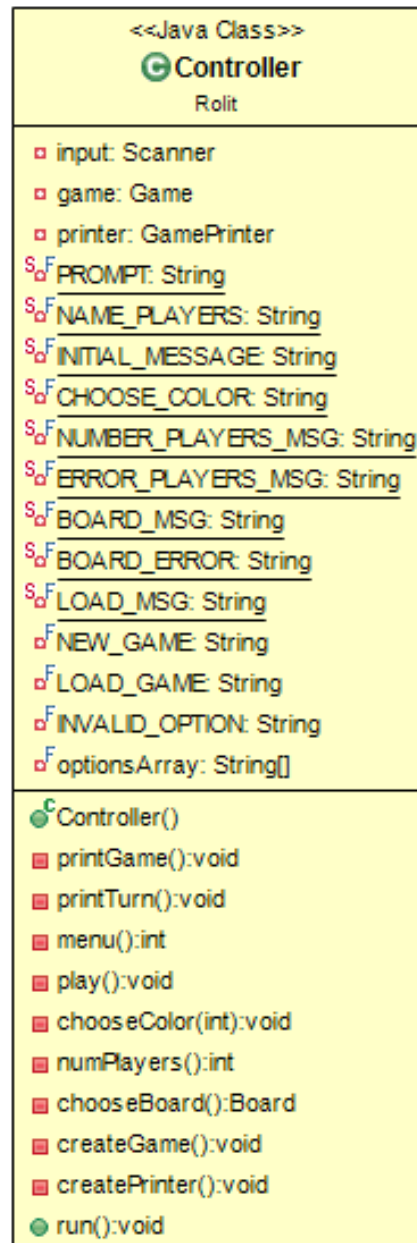 <<Java Class>>
C Controller
Rolit
input: Scanner
game: Game
printer: GamePrinter
S F PROMPT: String
S F NAME_PLAYERS: String
S F INITIAL_MESSAGE: String
S F CHOOSE_COLOR: String
S F NUMBER_PLAYERS_MSG: String
S F ERROR_PLAYERS_MSG: String
S F BOARD_MSG: String
S F BOARD_ERROR: String
S F LOAD_MSG: String
F NEW_GAME: String
F LOAD_GAME: String
F INVALID_OPTION: String
F optionsArray: String[]
C Controller()
printGame():void
printTurn():void
menu():int
play():void
chooseColor(int):void
numPlayers():int
chooseBoard():Board
createGame():void
createPrinter():void
run():void